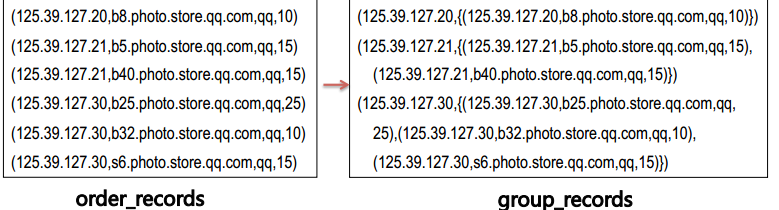 (125.39.127.20,b8.photo.store.qq.com,qq,10)
(125.39.127.21,b5.photo.store.qq.com,qq,15)
(125.39.127.21,b40.photo.store.qq.com,qq,15)
(125.39.127.30,b25.photo.store.qq.com,qq,25)
(125.39.127.30,b32.photo.store.qq.com,qq,10)
(125.39.127.30,s6.photo.store.qq.com,qq,15)
order_records
(125.39.127.20,{(125.39.127.20,b8.photo.store.qq.com,qq,10)})
(125.39.127.21,{(125.39.127.21,b5.photo.store.qq.com,qq,15),
(125.39.127.21,b40.photo.store.qq.com,qq,15)})
(125.39.127.30,{(125.39.127.30,b25.photo.store.qq.com,qq,
25),(125.39.127.30,b32.photo.store.qq.com,qq,10),
(125.39.127.30,s6.photo.store.qq.com,qq,15)})
group_records